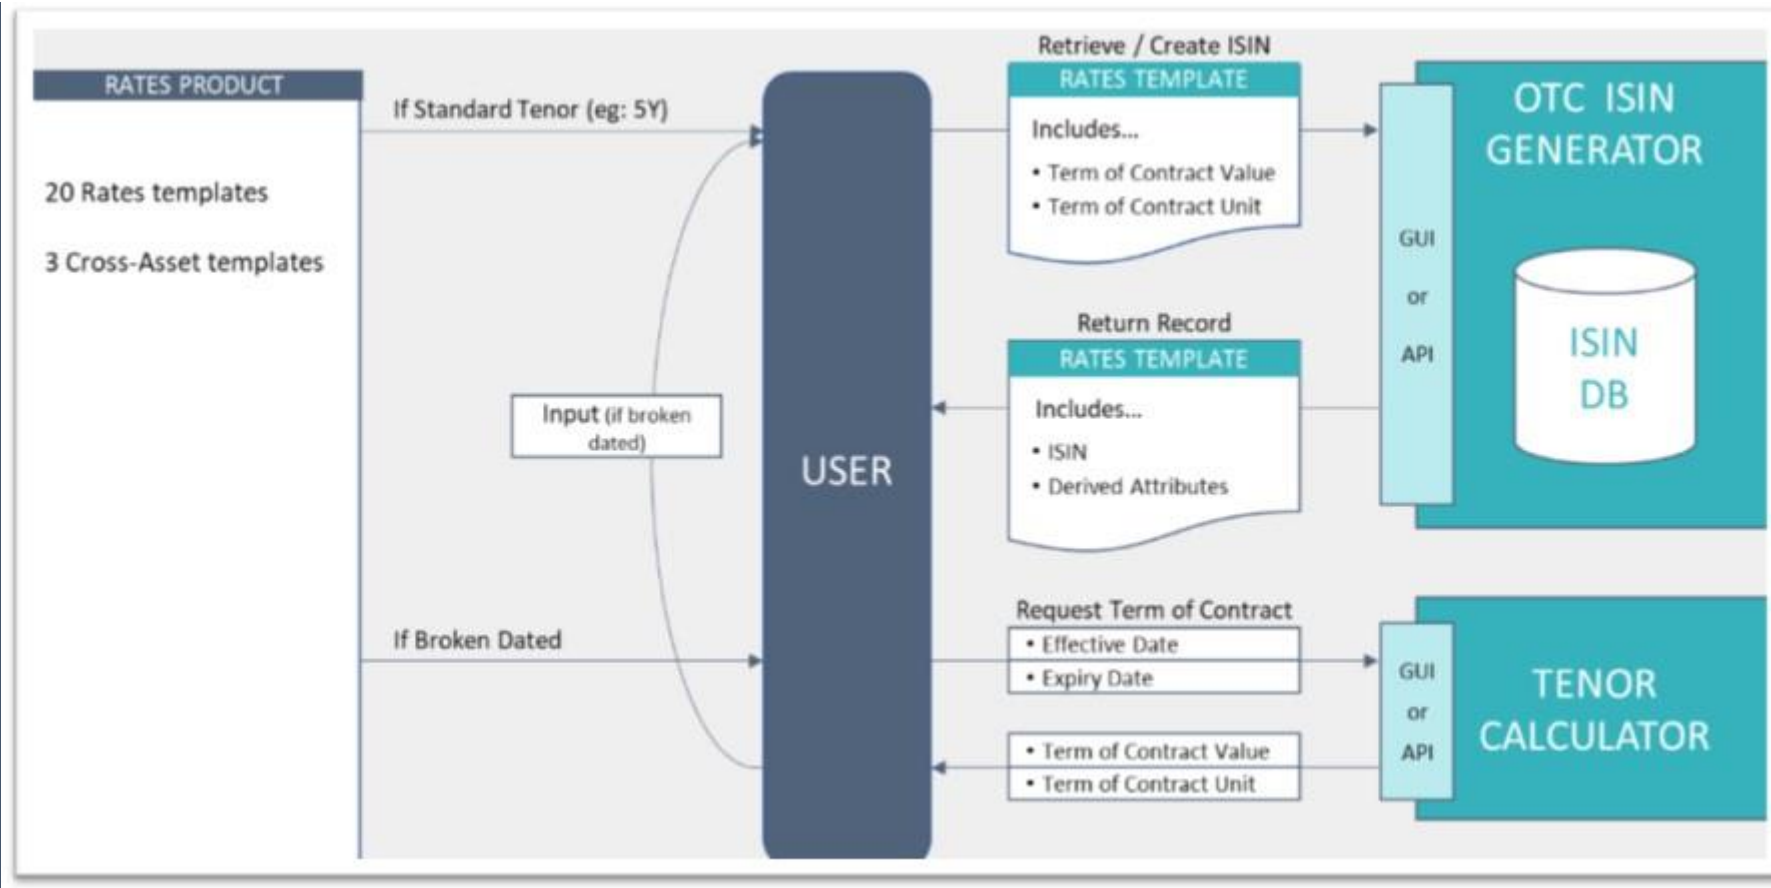 RATES PRODUCT
20 Rates templates
3 Cross-Asset templates
If Standard Tenor (eg: 5Y)
Input (if broken
dated)
If Broken Dated
USER
Retrieve / Create ISIN
RATES TEMPLATE
Includes...
• Term of Contract Value
• Term of Contract Unit
Return Record
RATES TEMPLATE
Includes...
• ISIN
• Derived Attributes
Request Term of Contract
• Effective Date
• Expiry Date
• Term of Contract Value
• Term of Contract Unit
GUI
or
API
OTC ISIN
GENERATOR
ISIN
DB
GUI
or
API
TENOR
CALCULATOR